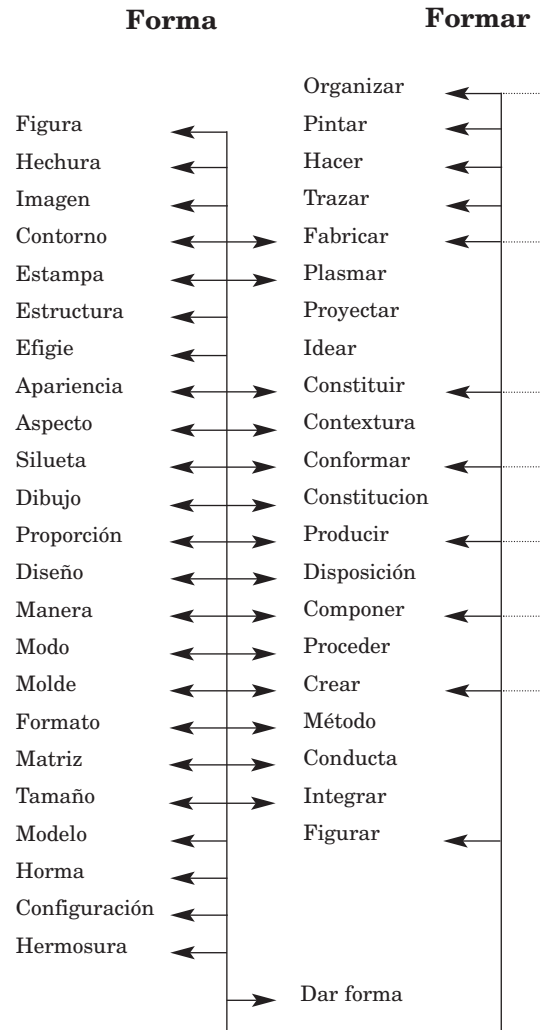 Forma
Formar
Figura
Hechura
Imagen
Contorno
Estampa
Estructura
Efigie
Apariencia
Aspecto
Silueta
Dibujo
Proporción
Diseño
Manera
Modo
Molde
Formato
Matriz
Tamaño
Modelo
Horma
Configuración
Hermosura
Organizar
Pintar
Hacer
Trazar
Fabricar
Plasmar
Proyectar
Idear
Constituir
Contextura
Conformar
Constitucion
Producir
Disposición
Componer
Proceder
Crear
Método
Conducta
Integrar
Figurar
Dar forma